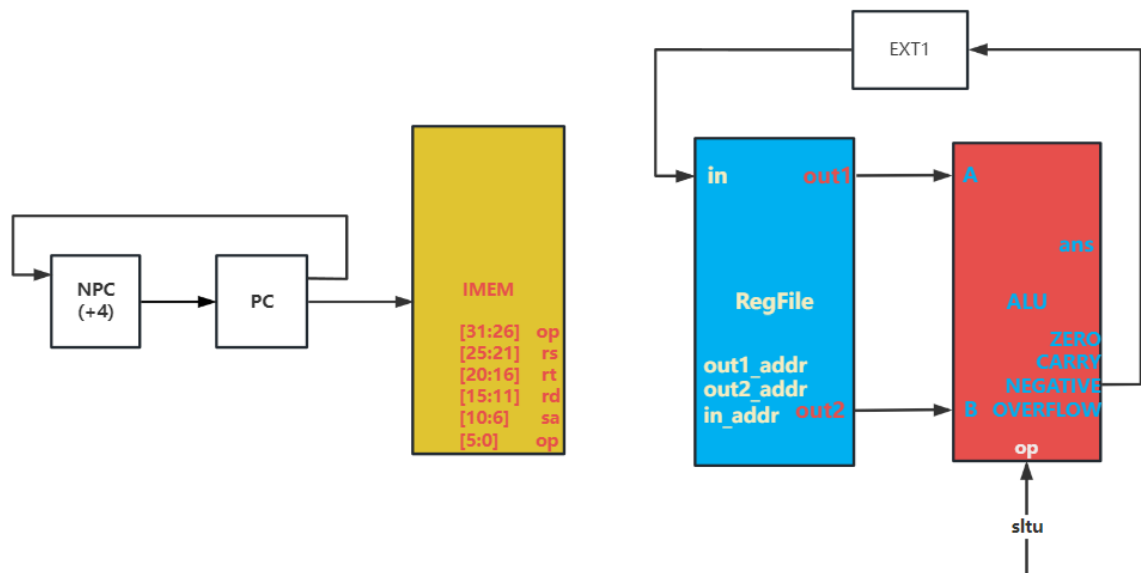 EXT1
in out1
A
ans
NPC
(+4)
PC
IMEM
RegFile
ALU
[31:26] op
[25:21] rs
[20:16] rt
[15:11] rd
[10:6] sa
[5:0] op
out1_addr
out2_addr
in_addr out2
ZERO
CARRY
NEGATIVE
B OVERFLOW
op
sltu